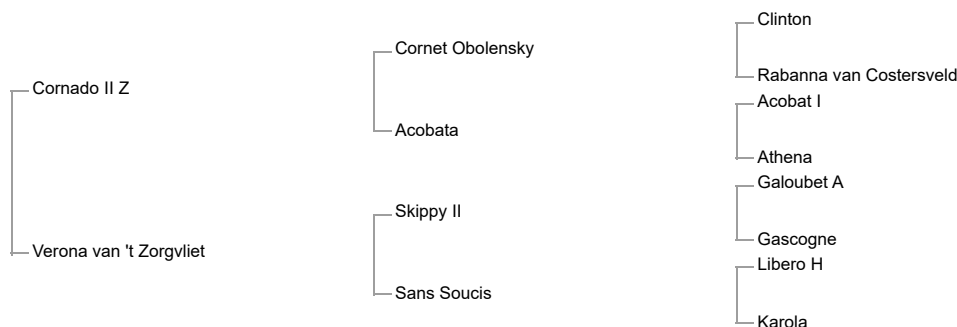 Clinton
Cornet Obolensky
Rabanna van Costersveld
Cornado II Z
Acobat I
Acobata
Athena
Galoubet A
Skippy II
Gascogne
Verona van 't Zorgvliet
Libero H
Sans Soucis
Karola